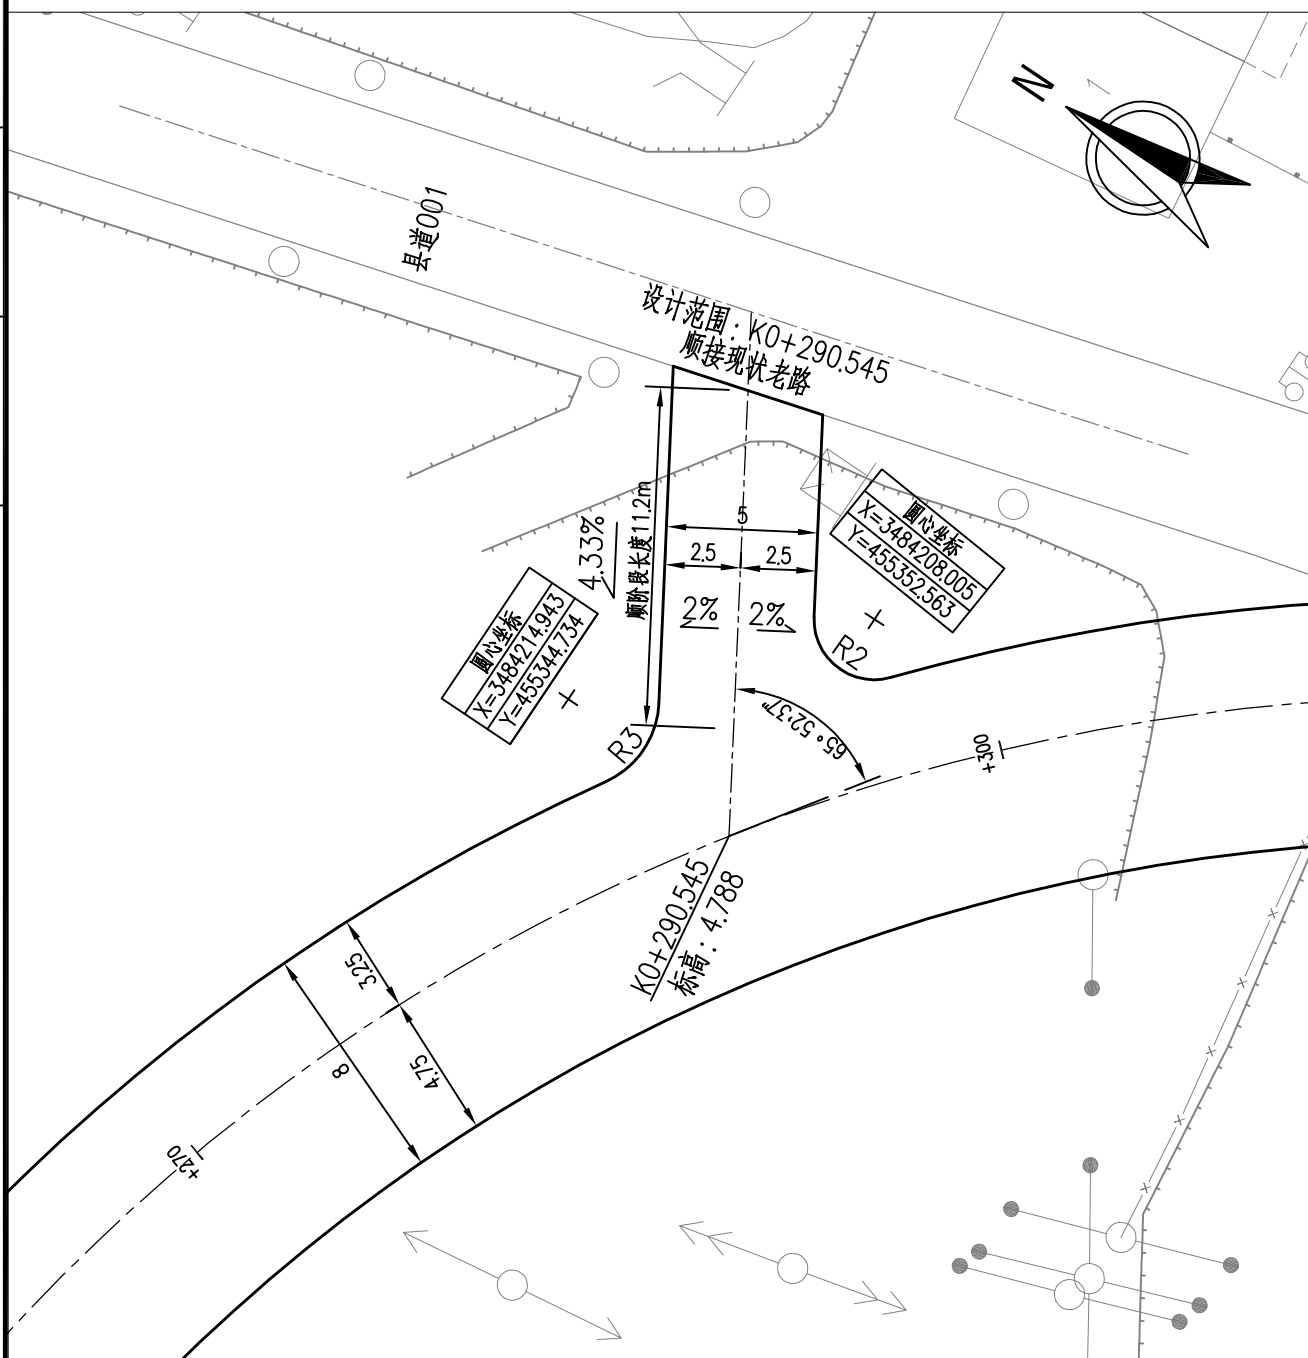 N
县道001
设计范围：K0+290.545
顺接现状老路
5
2.5
2.5
2%
2%
4.33%
顺阶段长度11.2m
圆心坐标
X=3484208.005
Y=455352.563
圆心坐标
X=3484214.943
Y=455344.734
R2
R3
65°52'37"
+300
K0+290.545
标高：4.788
3.25
4.75
8
+270